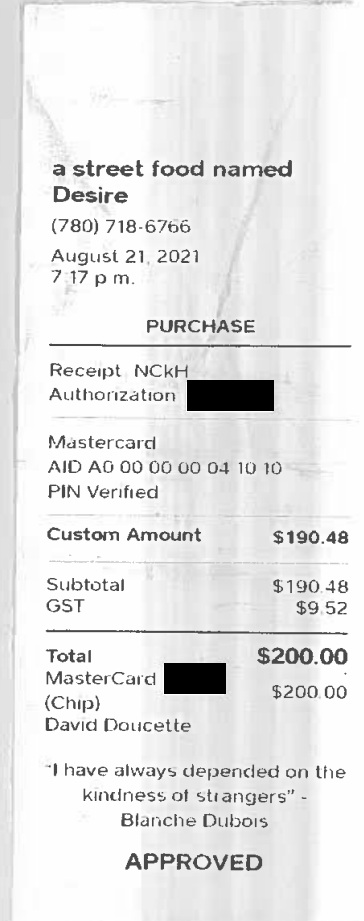 a street food named
Desire
(780) 718-6766
August 21, 2021
7:17 p m.
PURCHASE
Receipt NCkH
Authorization
Mastercard
AID A0 00 00 00 04 10 10
PIN Verified
Custom Amount $190.48
Subtotal $190.48
GST $9.52
Total $200.00
MasterCard
(Chip) $200.00
David Doucette
"I have always depended on the
kindness of strangers" -
Blanche Dubois
APPROVED